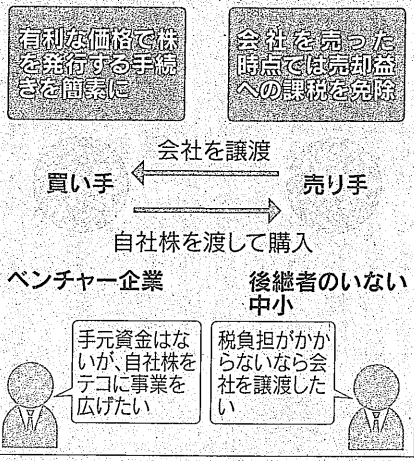 有利な価格で株
を発行する手続
きを簡素に
会社を売った
時点では売却益
への課税を免除
会社を譲渡
買い手
売り手
自社株を渡して購入
ベンチャー企業
後継者のいない
中小
手元資金はな
いが、自社株を
テコに事業を
広げたい
税負担がかか
らないなら会
社を譲渡した
い